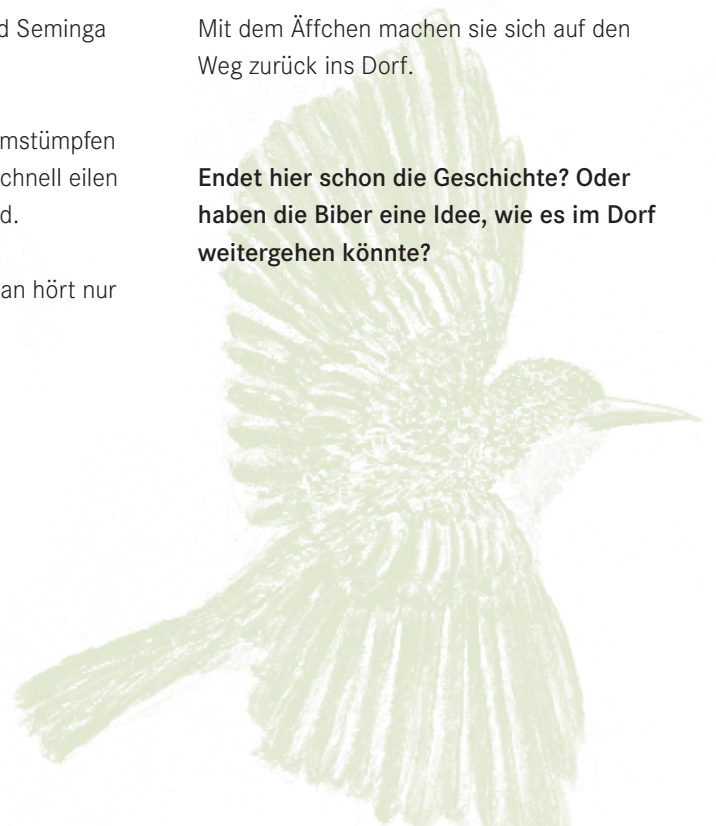 d Seminga
mstümpfen
chnell eilen
d.
an hört nur
Mit dem Äffchen machen sie sich auf den
Weg zurück ins Dorf.
Endet hier schon die Geschichte? Oder
haben die Biber eine Idee, wie es im Dorf
weitergehen könnte?